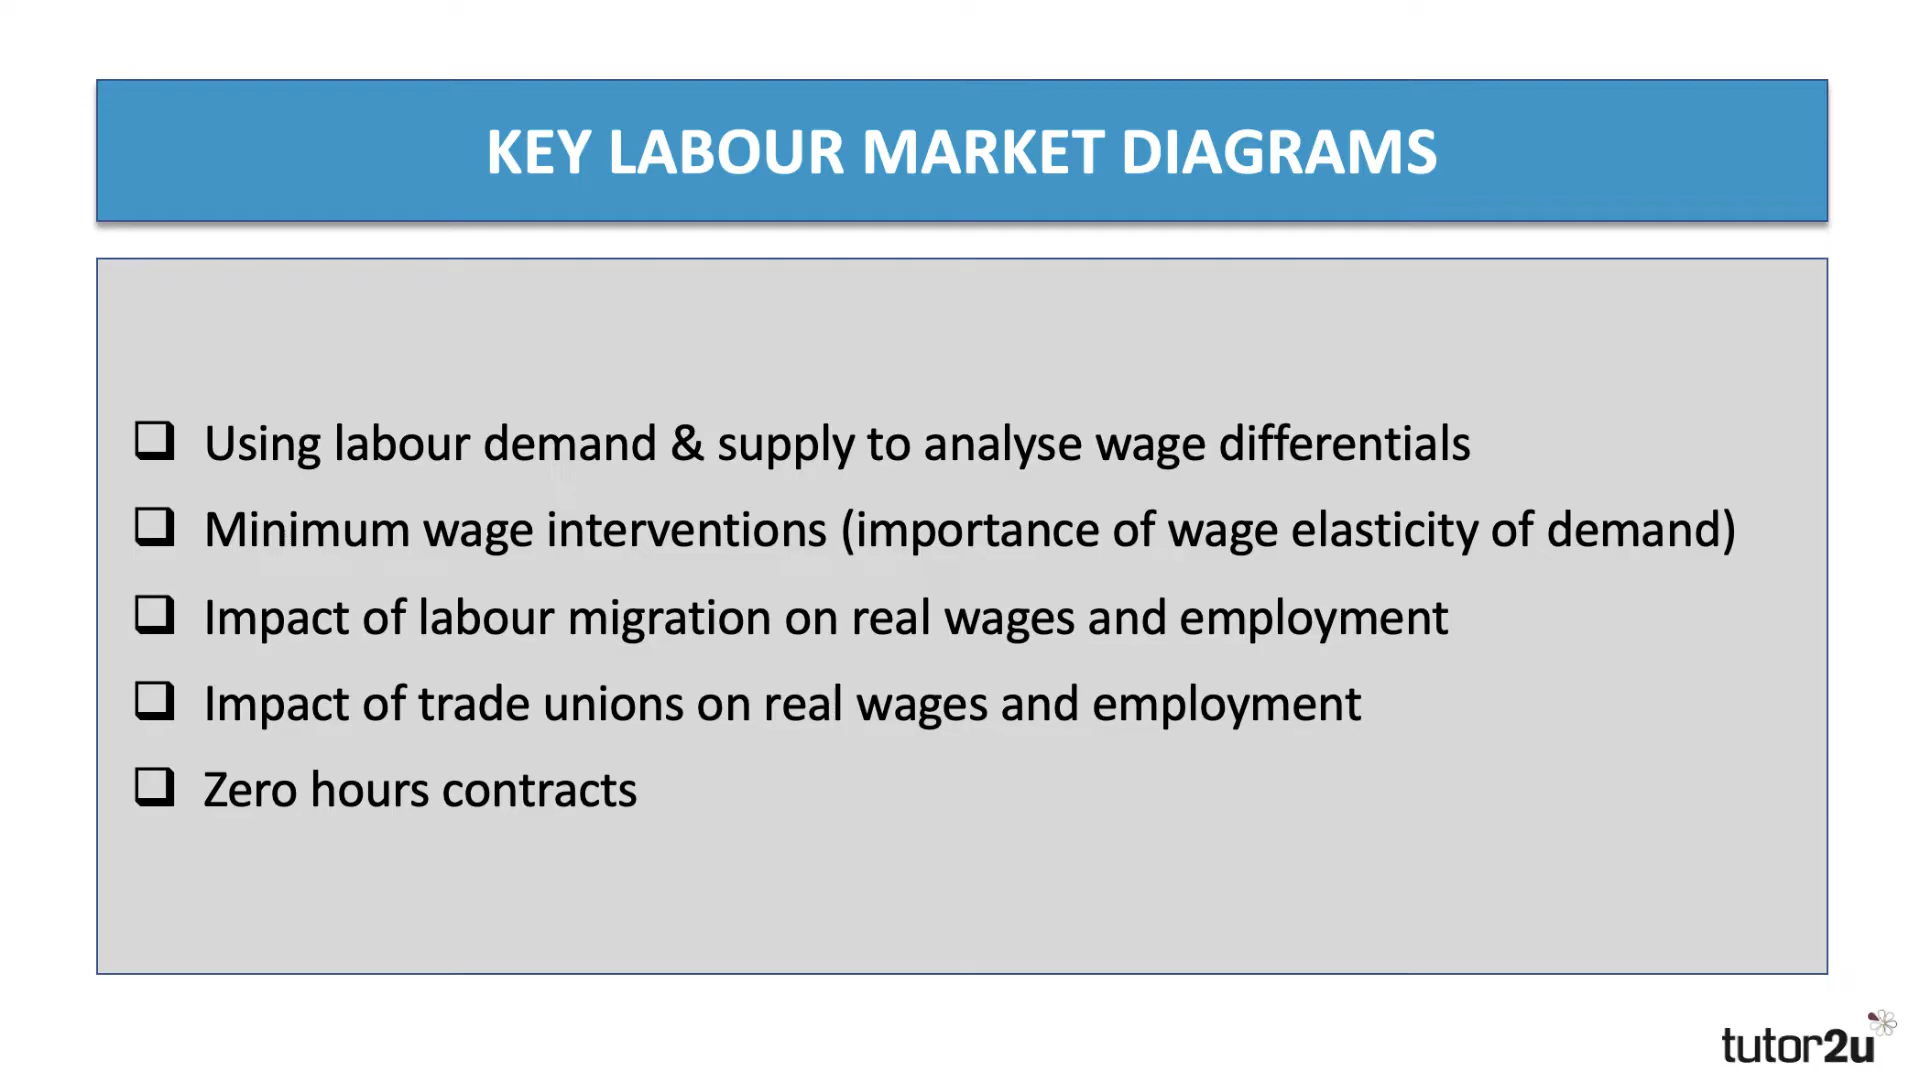 KEY LABOUR MARKET DIAGRAMS
Using labour demand & supply to analyse wage differentials
Minimum wage interventions (importance of wage elasticity of demand)
Impact of labour migration on real wages and employment
Impact of trade unions on real wages and employment
Zero hours contracts
tutor2u